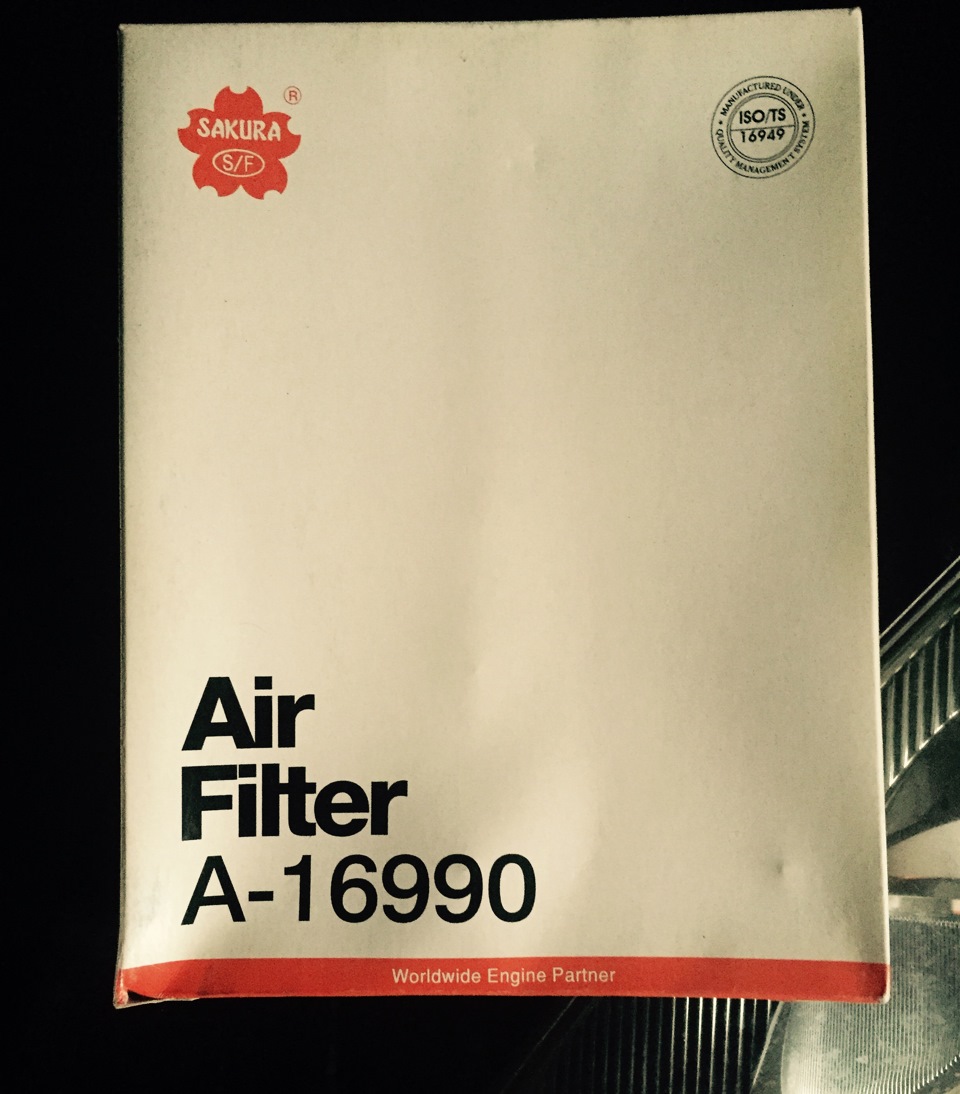 SAKURA
®
S/F
MANUFACTURED UNDER
ISO/TS
16949
QUALITY MANAGEMENT SYSTEM
Air
Filter
A-16990
Worldwide Engine Partner